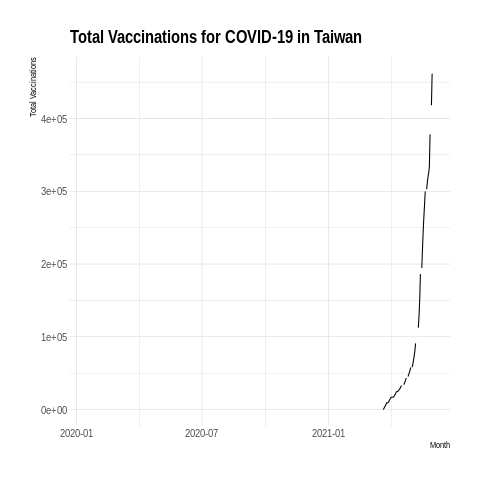 Total Vaccinations for COVID-19 in Taiwan
Total Vaccinations
4e+05
3e+05
2e+05
1e+05
0e+00
2020-01 2020-07 2021-01
Month